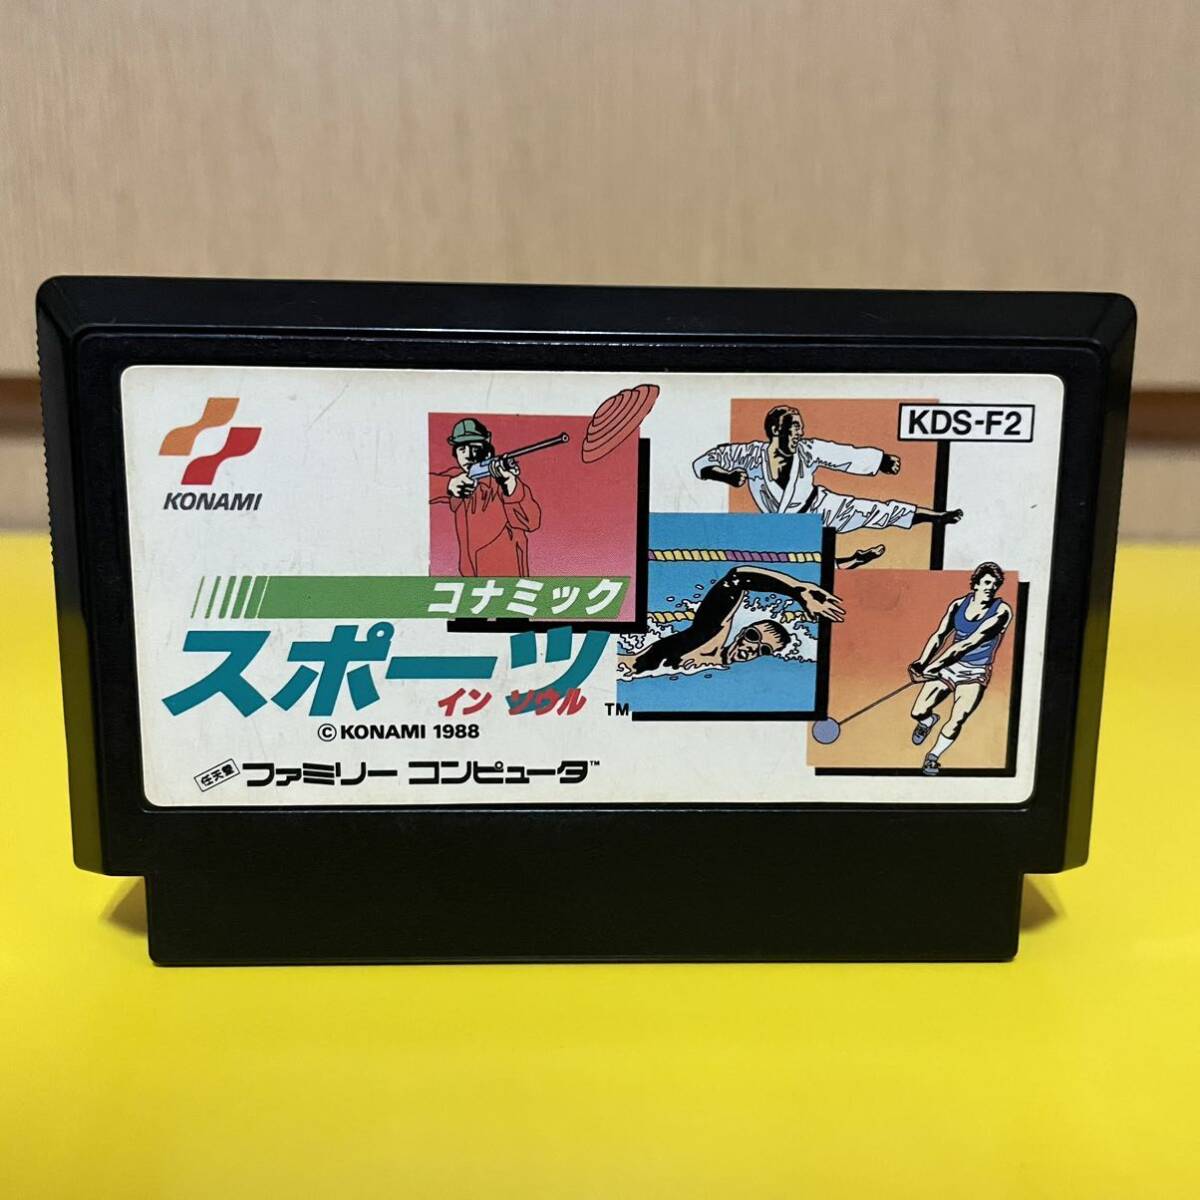 KONAMI
KDS-F2
コナミック
スポーツ
イン ソウル TM
© KONAMI 1988
任天堂 ファミリー コンピュータ™